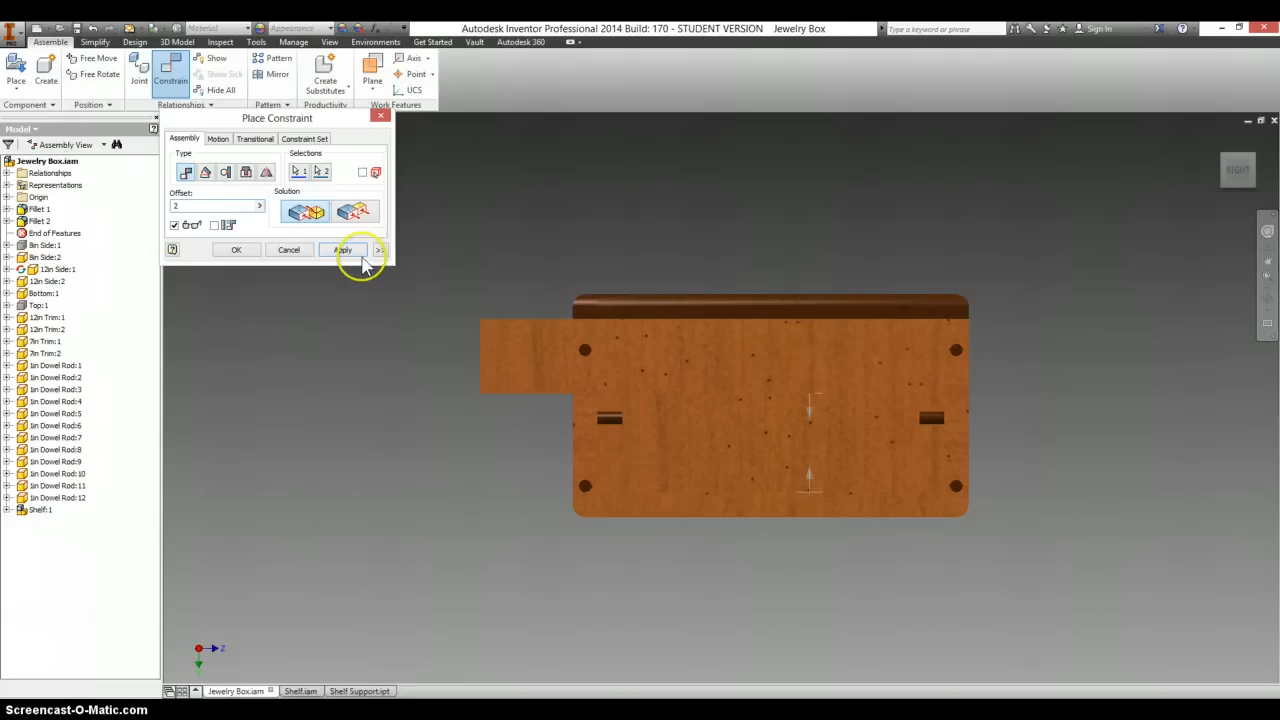 PRO
Material
Appearance
Autodesk Inventor Professional 2014 Build: 170 - STUDENT VERSION Jewelry Box
Type a keyword or phrase
Sign In
Assemble Simplify Design 3D Model Inspect Tools Manage View Environments Get Started Vault Autodesk 360
Place
Create
Free Move
Free Rotate
Joint
Constrain
Show
Show Sick
Hide All
Pattern
Mirror
Create
Substitutes
Plane
Axis
Point
UCS
Component Position Relationships Pattern Productivity Work Features
Model
Assembly View
Jewelry Box.iam
Relationships
Representations
Origin
Fillet 1
Fillet 2
End of Features
8in Side:1
8in Side:2
12in Side:1
12in Side:2
Bottom:1
Top:1
12in Trim:1
12in Trim:2
7in Trim:1
7in Trim:2
1in Dowel Rod:1
1in Dowel Rod:2
1in Dowel Rod:3
1in Dowel Rod:4
1in Dowel Rod:5
1in Dowel Rod:6
1in Dowel Rod:7
1in Dowel Rod:8
1in Dowel Rod:9
1in Dowel Rod:10
1in Dowel Rod:11
1in Dowel Rod:12
Shelf:1
Place Constraint
Assembly Motion Transitional Constraint Set
Type
Selections
1 2
Offset:
2
Solution
OK Cancel Apply >>
RIGHT
Z
Jewelry Box.iam Shelf.iam Shelf Support.ipt
Screencast-O-Matic.com